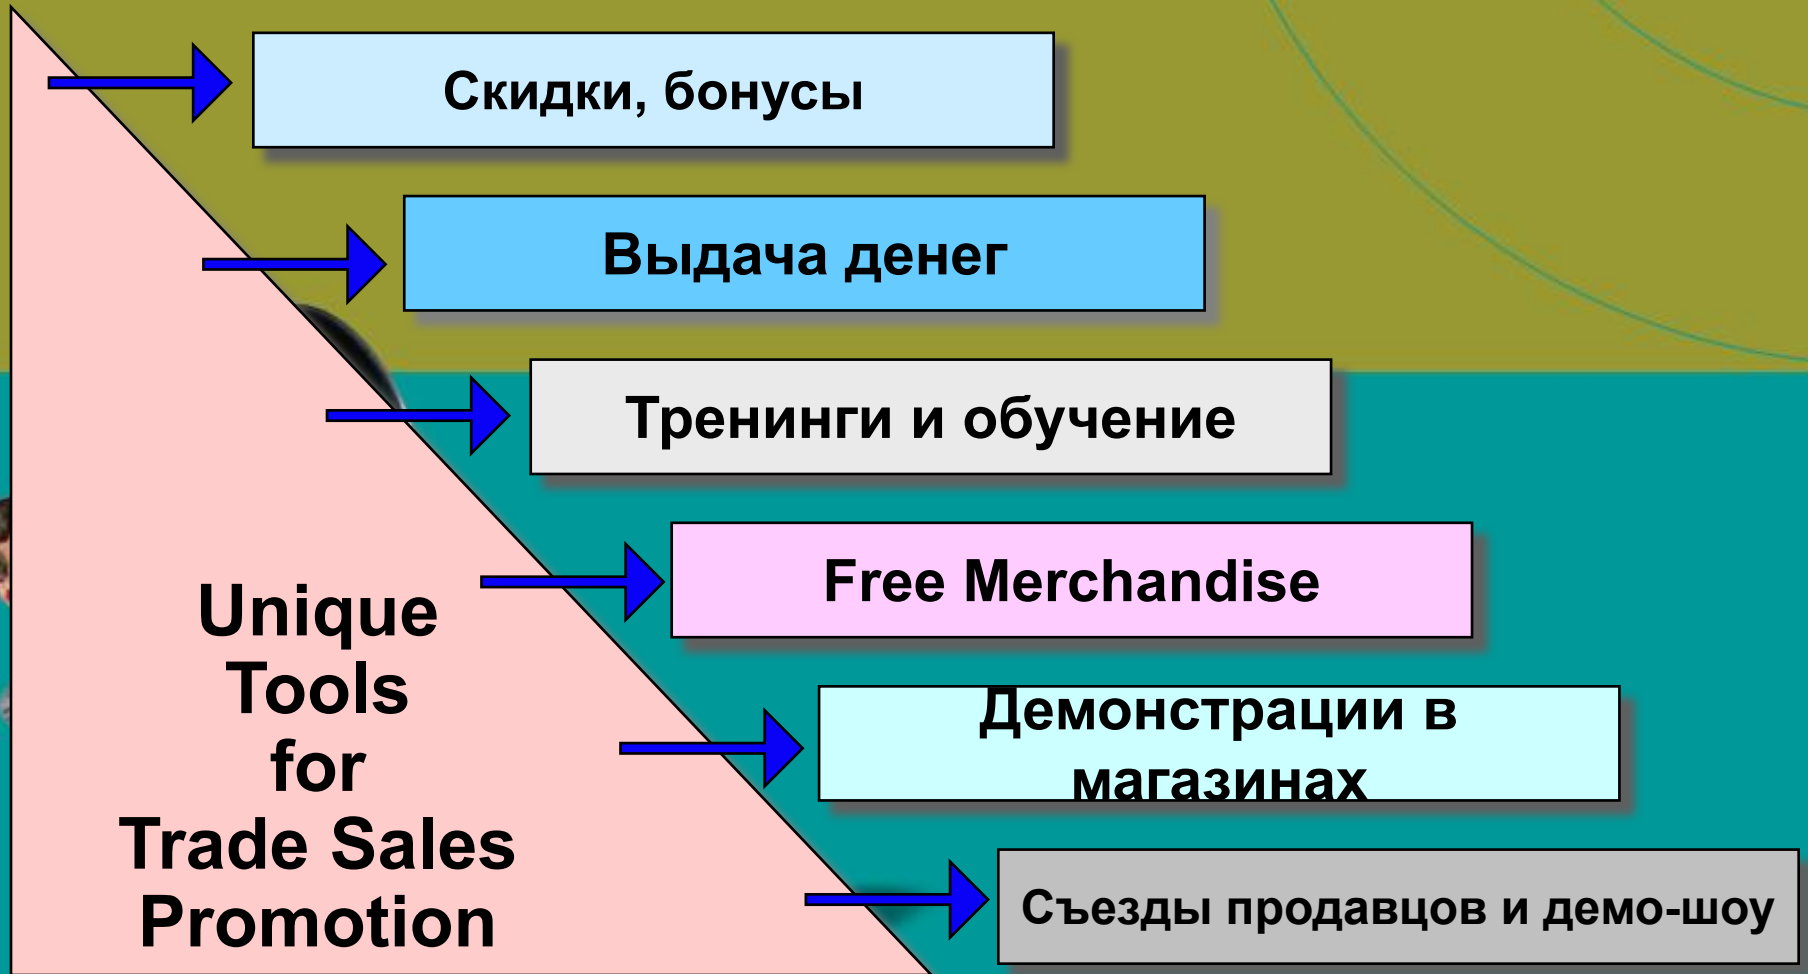 Скидки, бонусы
Выдача денег
Тренинги и обучение
Free Merchandise
Демонстрации в
магазинах
Съезды продавцов и демо-шоу
Unique
Tools
for
Trade Sales
Promotion